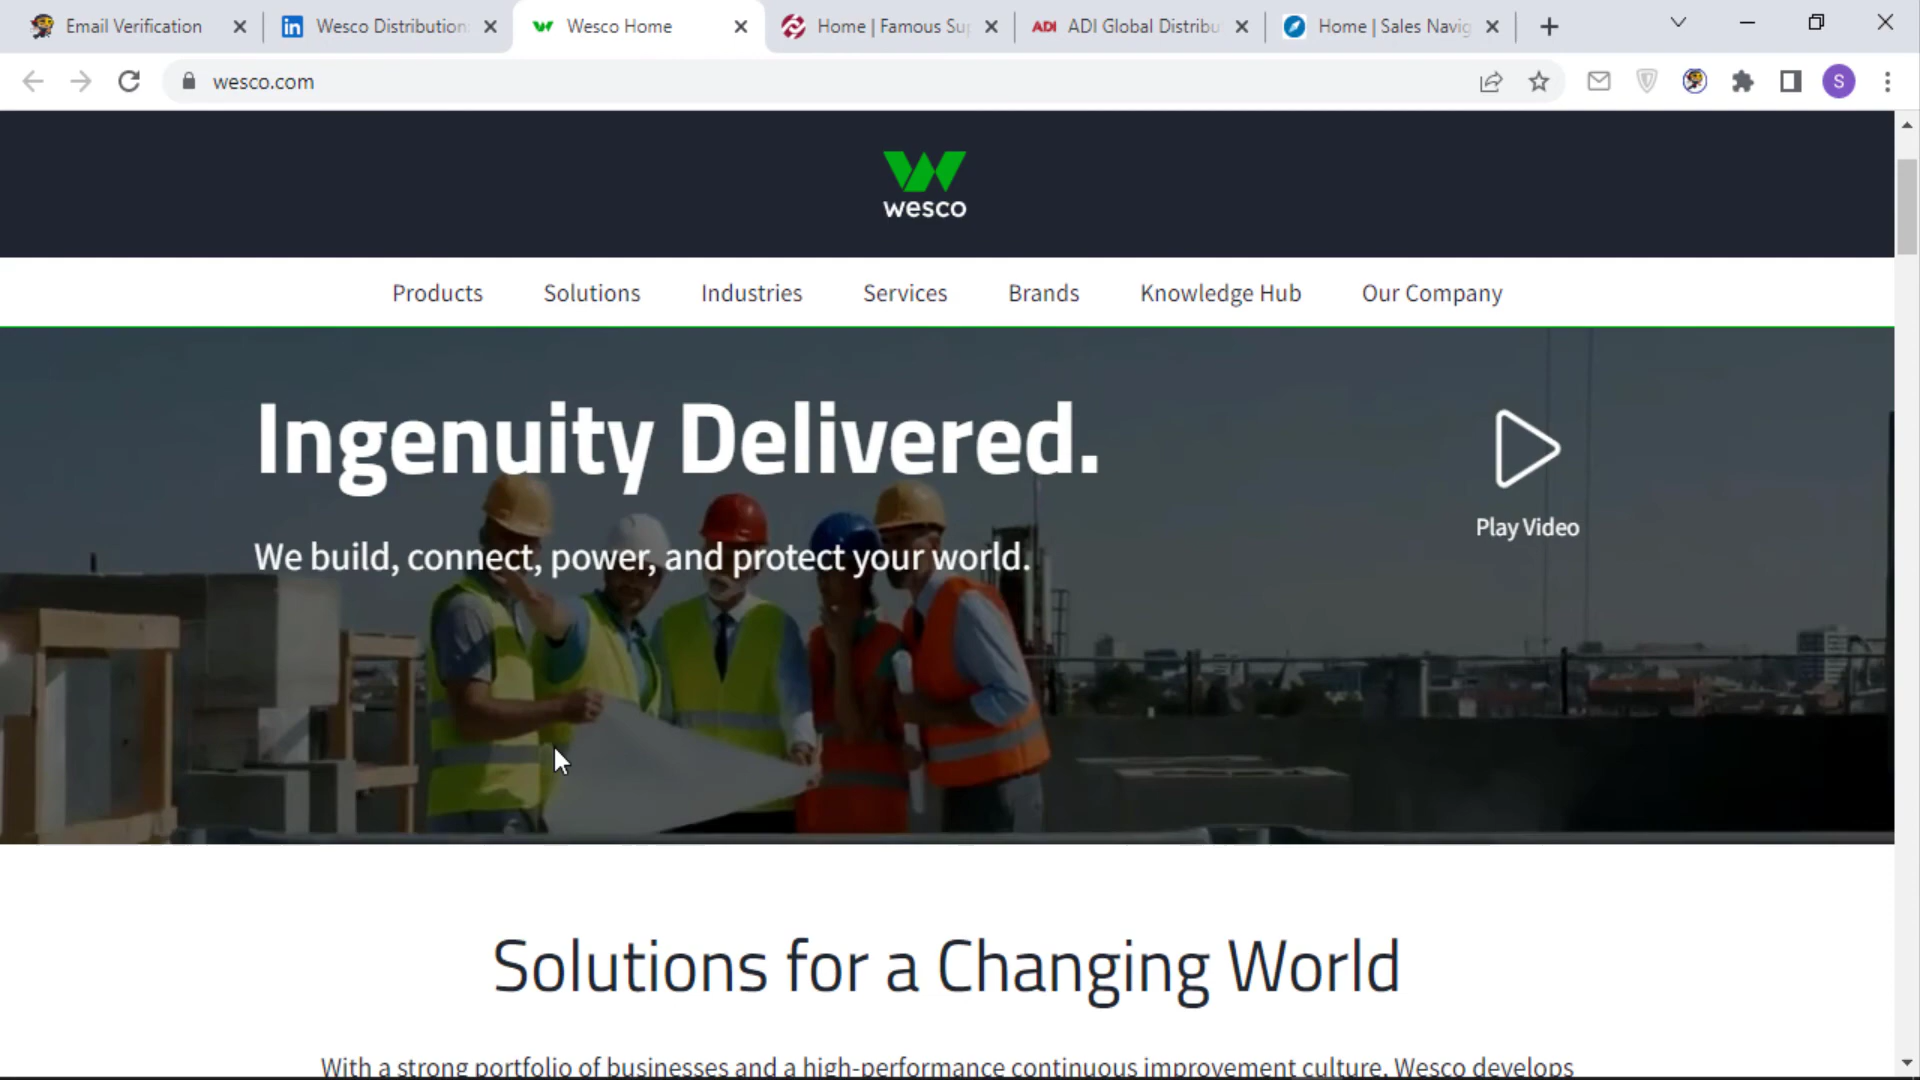 Email Verification
Wesco Distribution
Wesco Home
Home | Famous Su
ADI ADI Global Distribu
Home | Sales Navig
wesco.com
S
wesco
Products Solutions Industries Services Brands Knowledge Hub Our Company
Ingenuity Delivered.
We build, connect, power, and protect your world.
Play Video
Solutions for a Changing World
With a strong portfolio of businesses and a high-performance continuous improvement culture, Wesco develops